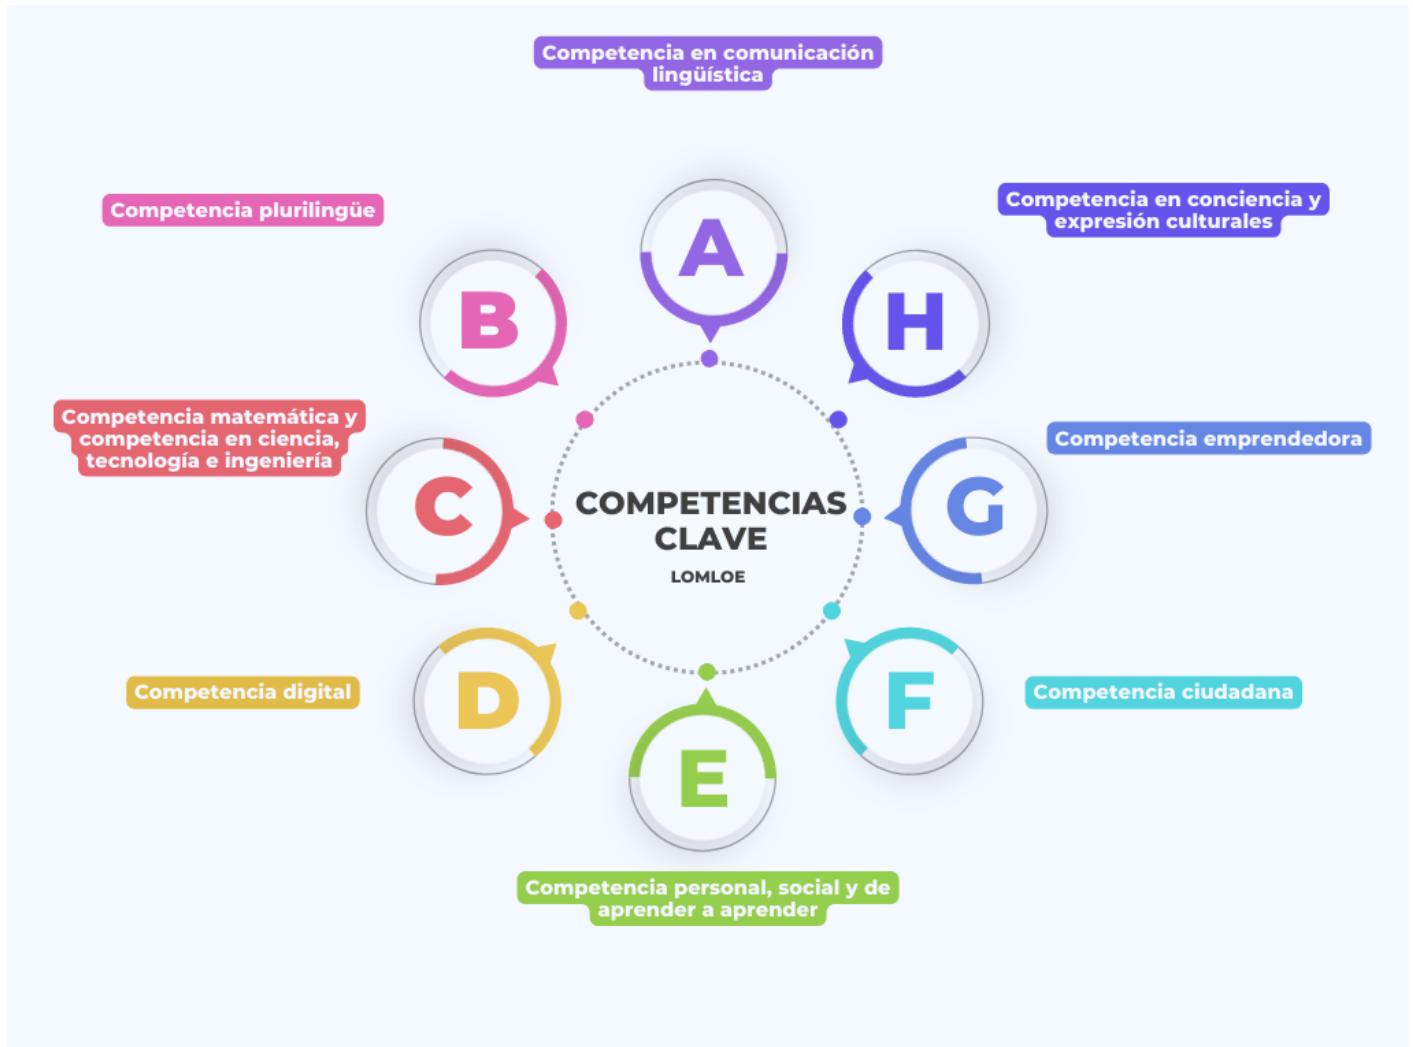 Competencia en comunicación
lingüística
A
Competencia plurilingüe
B
Competencia en conciencia y
expresión culturales
H
Competencia matemática y
competencia en ciencia,
tecnología e ingeniería
C
Competencia emprendedora
G
COMPETENCIAS
CLAVE
LOMLOE
Competencia digital
D
Competencia ciudadana
F
E
Competencia personal, social y de
aprender a aprender